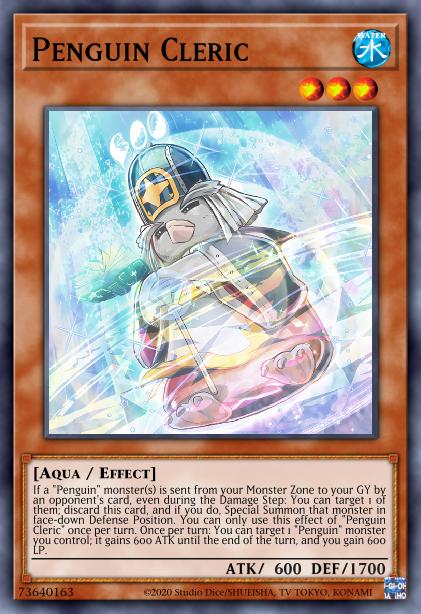 PENGUIN CLERIC
WATER
水
[AQUA / EFFECT]
If a "Penguin" monster(s) is sent from your Monster Zone to your GY by
an opponent's card, even during the Damage Step: You can target 1 of
them; discard this card, and if you do, Special Summon that monster in
face-down Defense Position. You can only use this effect of "Penguin
Cleric" once per turn. Once per turn: You can target 1 "Penguin" monster
you control; it gains 600 ATK until the end of the turn, and you gain 600
LP.
ATK/ 600 DEF/1700
73640163
©2020 Studio Dice/SHUEISHA, TV TOKYO, KONAMI